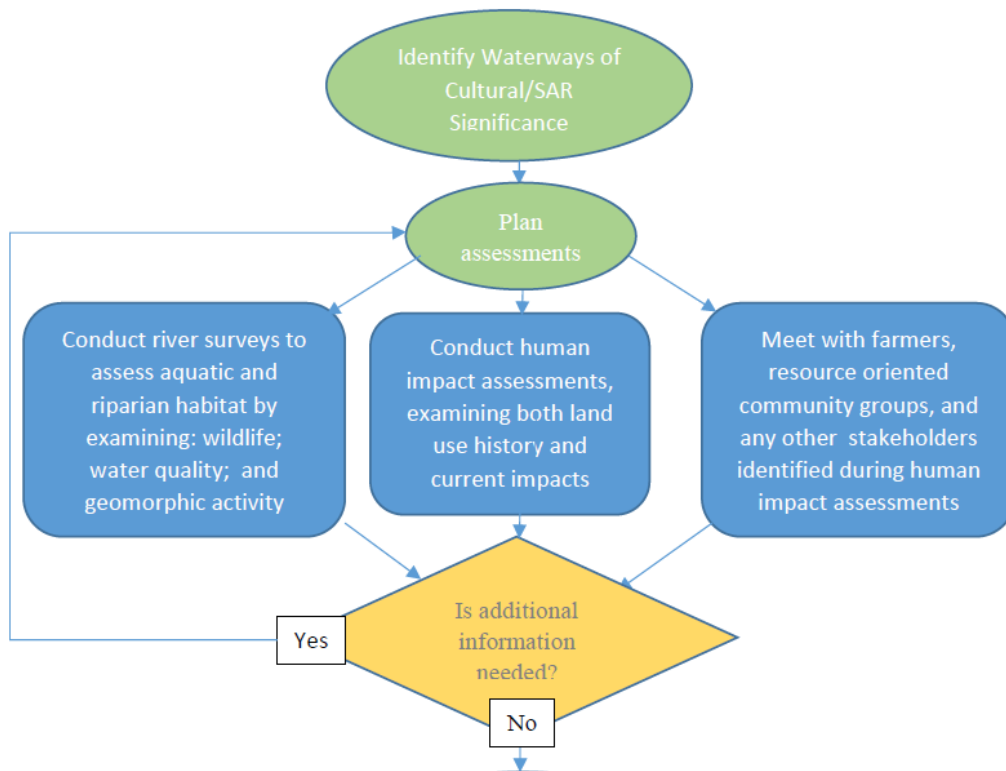 Identify Waterways of
Cultural/SAR
Significance
Plan
assessments
Conduct river surveys to
assess aquatic and
riparian habitat by
examining: wildlife;
water quality; and
geomorphic activity
Conduct human
impact assessments,
examining both land
use history and
current impacts
Meet with farmers,
resource oriented
community groups, and
any other stakeholders
identified during human
impact assessments
Is additional
information
needed?
Yes
No